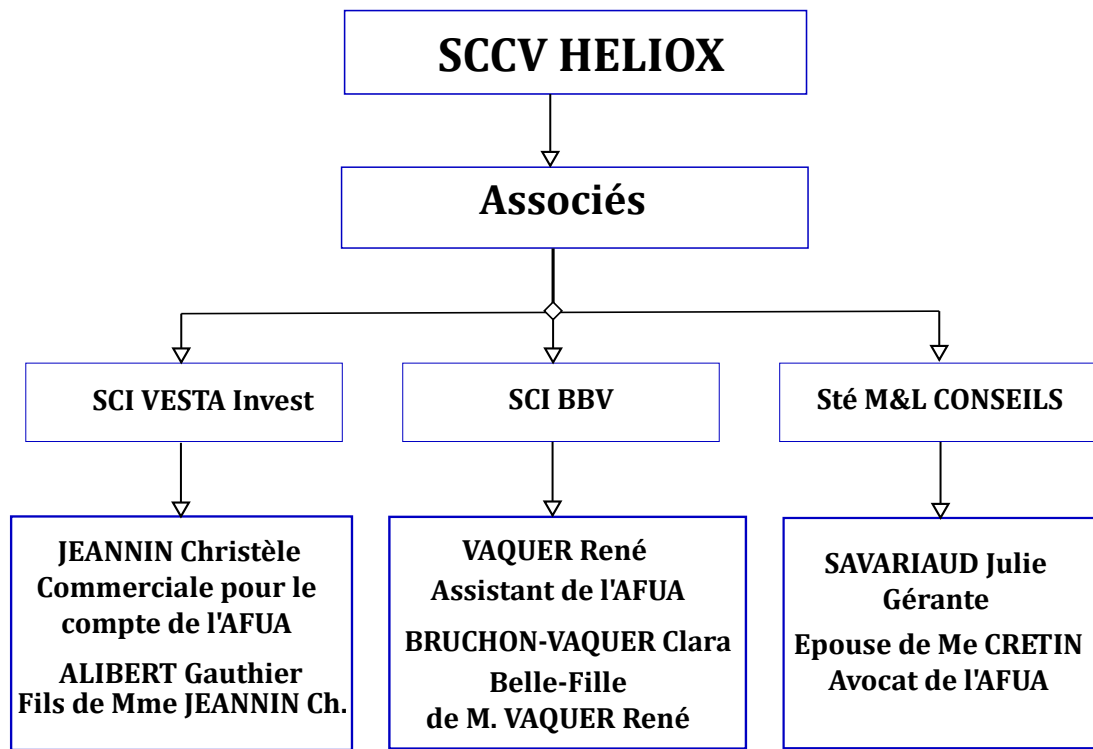 SCCV HELIOX
Associés
SCI VESTA Invest
SCI BBV
Sté M&L CONSEILS
JEANNIN Christèle
Commerciale pour le
compte de l'AFUA
ALIBERT Gauthier
Fils de Mme JEANNIN Ch.
VAQUER René
Assistant de l'AFUA
BRUCHON-VAQUER Clara
Belle-Fille
de M. VAQUER René
SAVARIAUD Julie
Gérante
Epouse de Me CRETIN
Avocat de l'AFUA